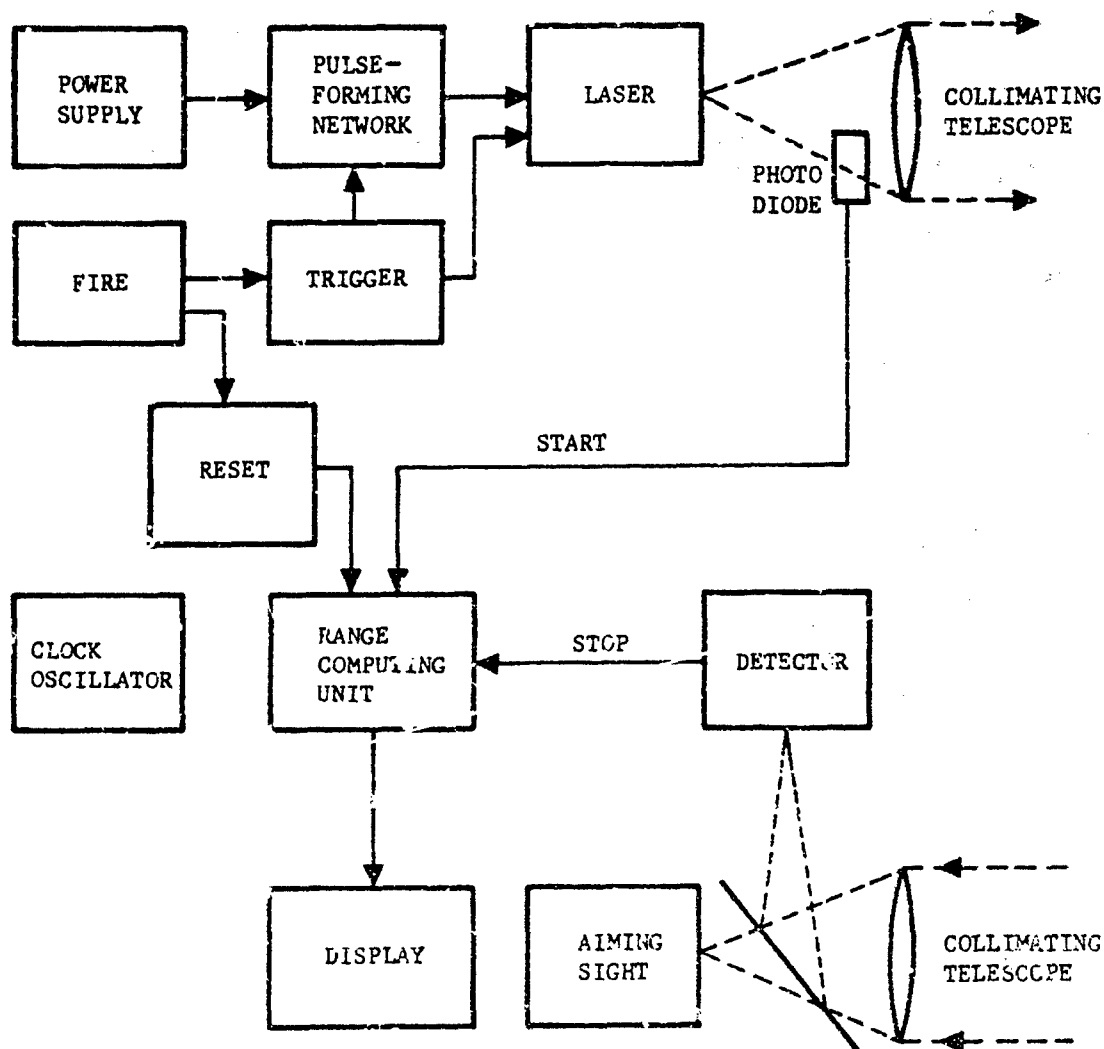 POWER
SUPPLY
PULSE-
FORMING
NETWORK
LASER
COLLIMATING
TELESCOPE
PHOTO
DIODE
FIRE
TRIGGER
START
RESET
CLOCK
OSCILLATOR
RANGE
COMPUTING
UNIT
STOP
DETECTOR
DISPLAY
AIMING
SIGHT
COLLIMATING
TELESCOPE